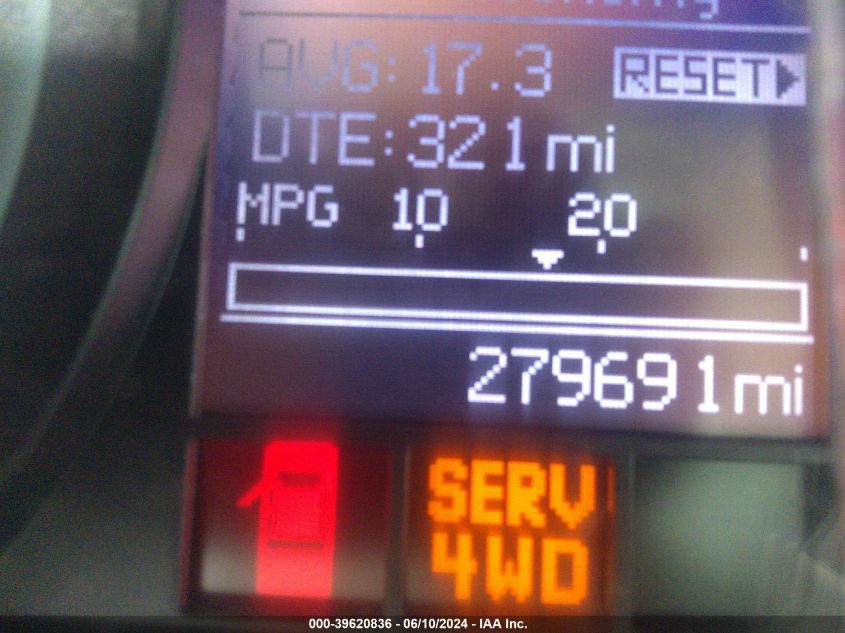 AVG: 17.3 RESET
DTE: 321 mi
MPG 10 20
279691 mi
SERV
4WD
000-39620836 - 06/10/2024 - IAA Inc.